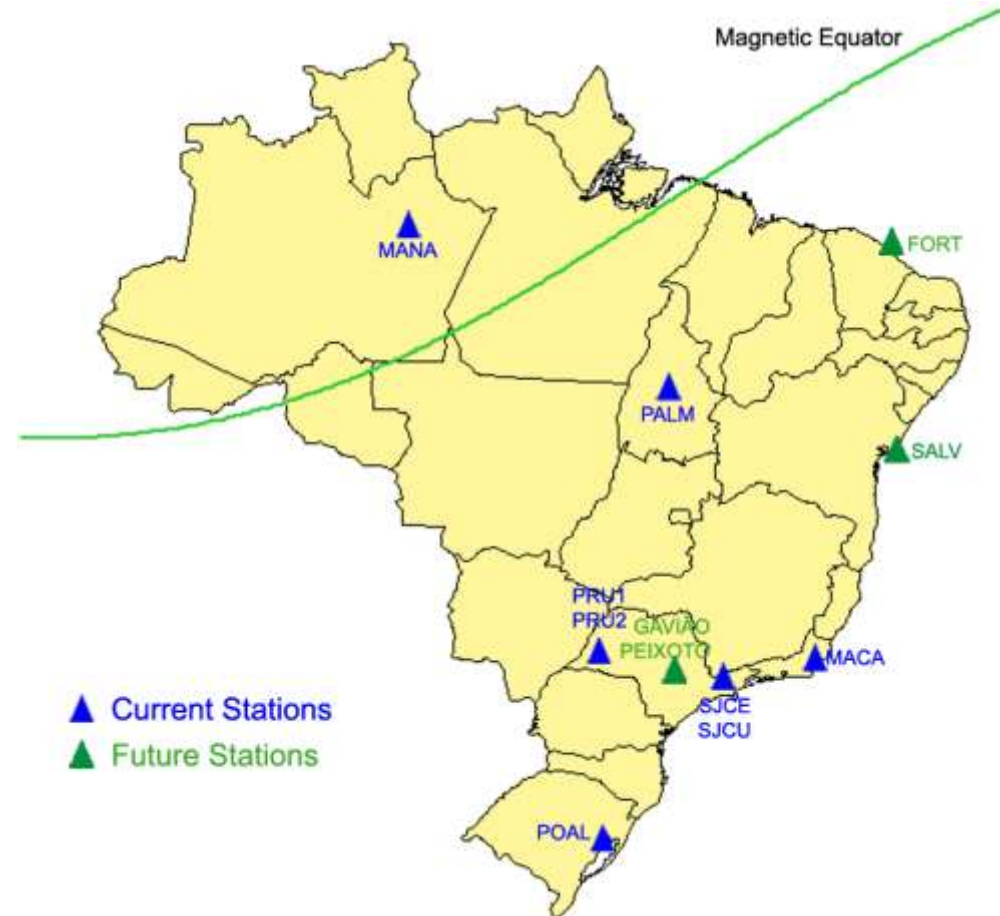 Magnetic Equator
MANA
FORT
PALM
SALV
PRU1
PRU2
GAVIÃO
PEIXOTO
MACA
SJCE
SJCU
Current Stations
Future Stations
POAL